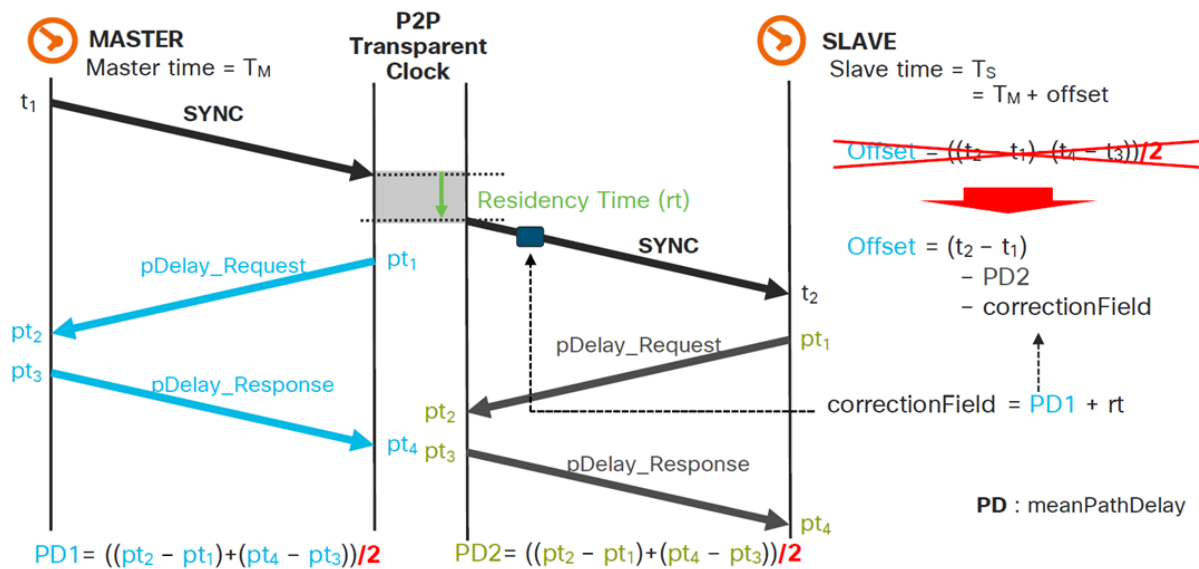 MASTER
Master time = T_M
P2P
Transparent
Clock
SLAVE
Slave time = T_S
= T_M + offset
t₁
SYNC
Offset = ((t₂ – t₁) (t₄ – t₃))/2
Residency Time (rt)
SYNC
Offset = (t₂ – t₁)
– PD2
– correctionField
pDelay_Request
pt₁
t₂
pt₂
pDelay_Request
pt₁
pt₃
pDelay_Response
pt₂
correctionField = PD1 + rt
pt₄
pt₃
pDelay_Response
PD : meanPathDelay
pt₄
PD1= ((pt₂ – pt₁)+(pt₄ – pt₃))/2
PD2= ((pt₂ – pt₁)+(pt₄ – pt₃))/2